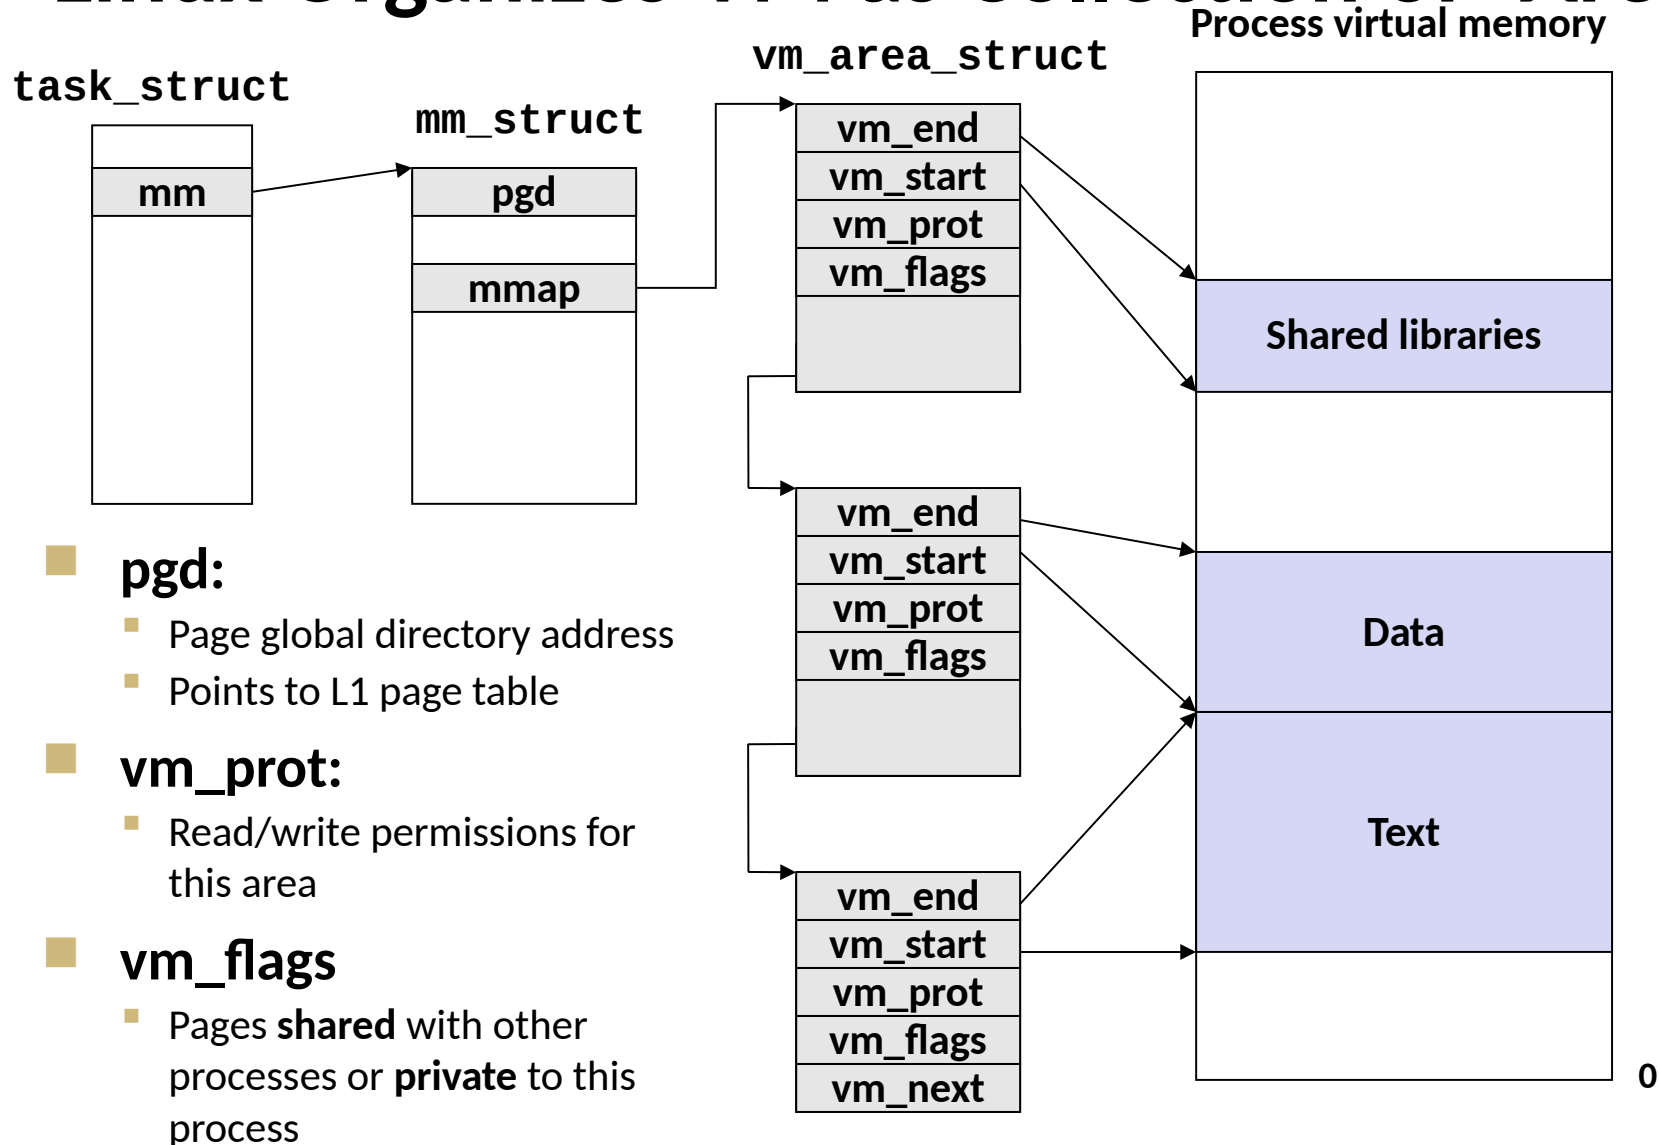 Process virtual memory
vm_area_struct
task_struct
mm_struct
mm
pgd
mmap
vm_end
vm_start
vm_prot
vm_flags
Shared libraries
vm_end
vm_start
vm_prot
vm_flags
Data
Text
vm_end
vm_start
vm_prot
vm_flags
vm_next
0
pgd:
Page global directory address
Points to L1 page table
vm_prot:
Read/write permissions for
this area
vm_flags
Pages shared with other
processes or private to this
process